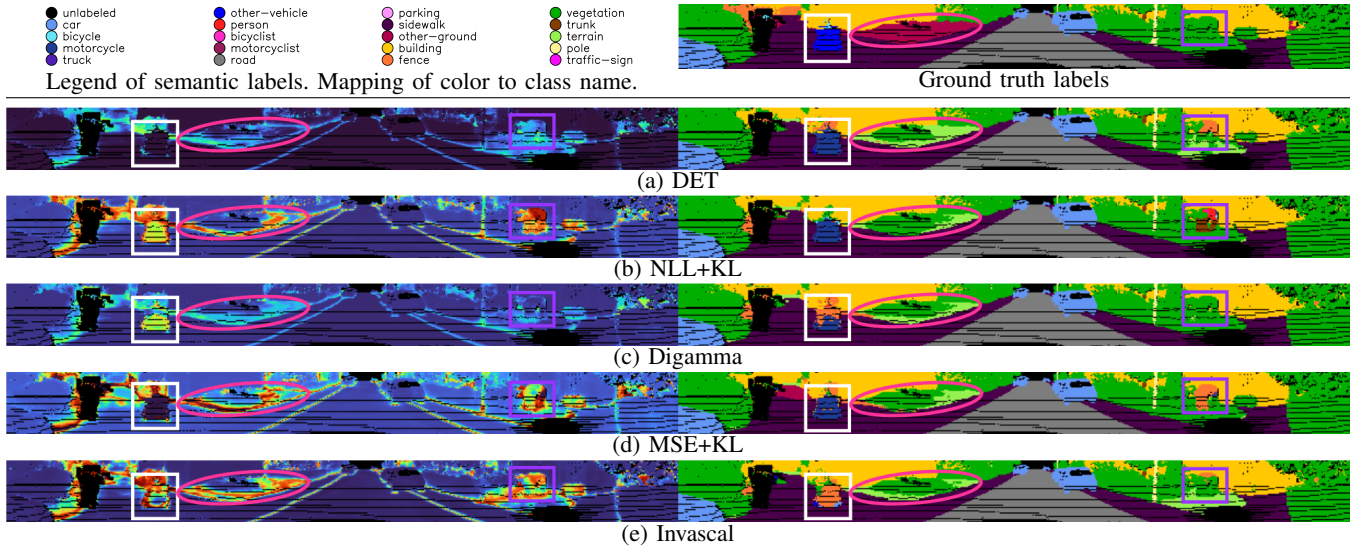 unlabeled other-vehicle parking vegetation
car person sidewalk trunk
bicycle bicyclist other-ground terrain
motorcycle motorcyclist building pole
truck road fence traffic-sign
Legend of semantic labels. Mapping of color to class name.
Ground truth labels
(a) DET
(b) NLL+KL
(c) Digamma
(d) MSE+KL
(e) Invascal